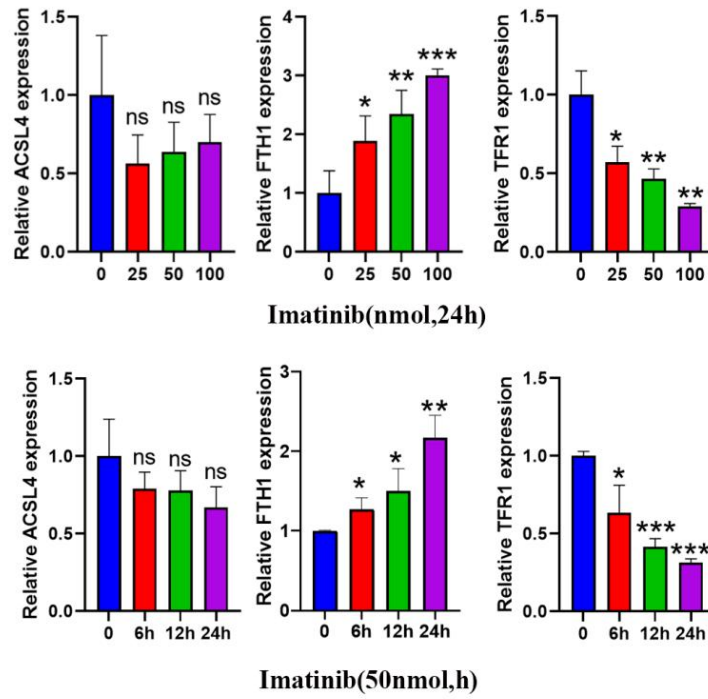 Relative ACSL4 expression
1.5
1.0
0.5
0.0
ns
ns
ns
0 25 50 100
Relative FTH1 expression
4
3
2
1
0
*
**
***
0 25 50 100
Relative TFR1 expression
1.5
1.0
0.5
0.0
*
**
**
0 25 50 100
Imatinib(nmol,24h)
Relative ACSL4 expression
1.5
1.0
0.5
0.0
ns
ns
ns
0 6h 12h 24h
Relative FTH1 expression
3
2
1
0
*
*
**
0 6h 12h 24h
Relative TFR1 expression
1.5
1.0
0.5
0.0
*
***
***
0 6h 12h 24h
Imatinib(50nmol,h)